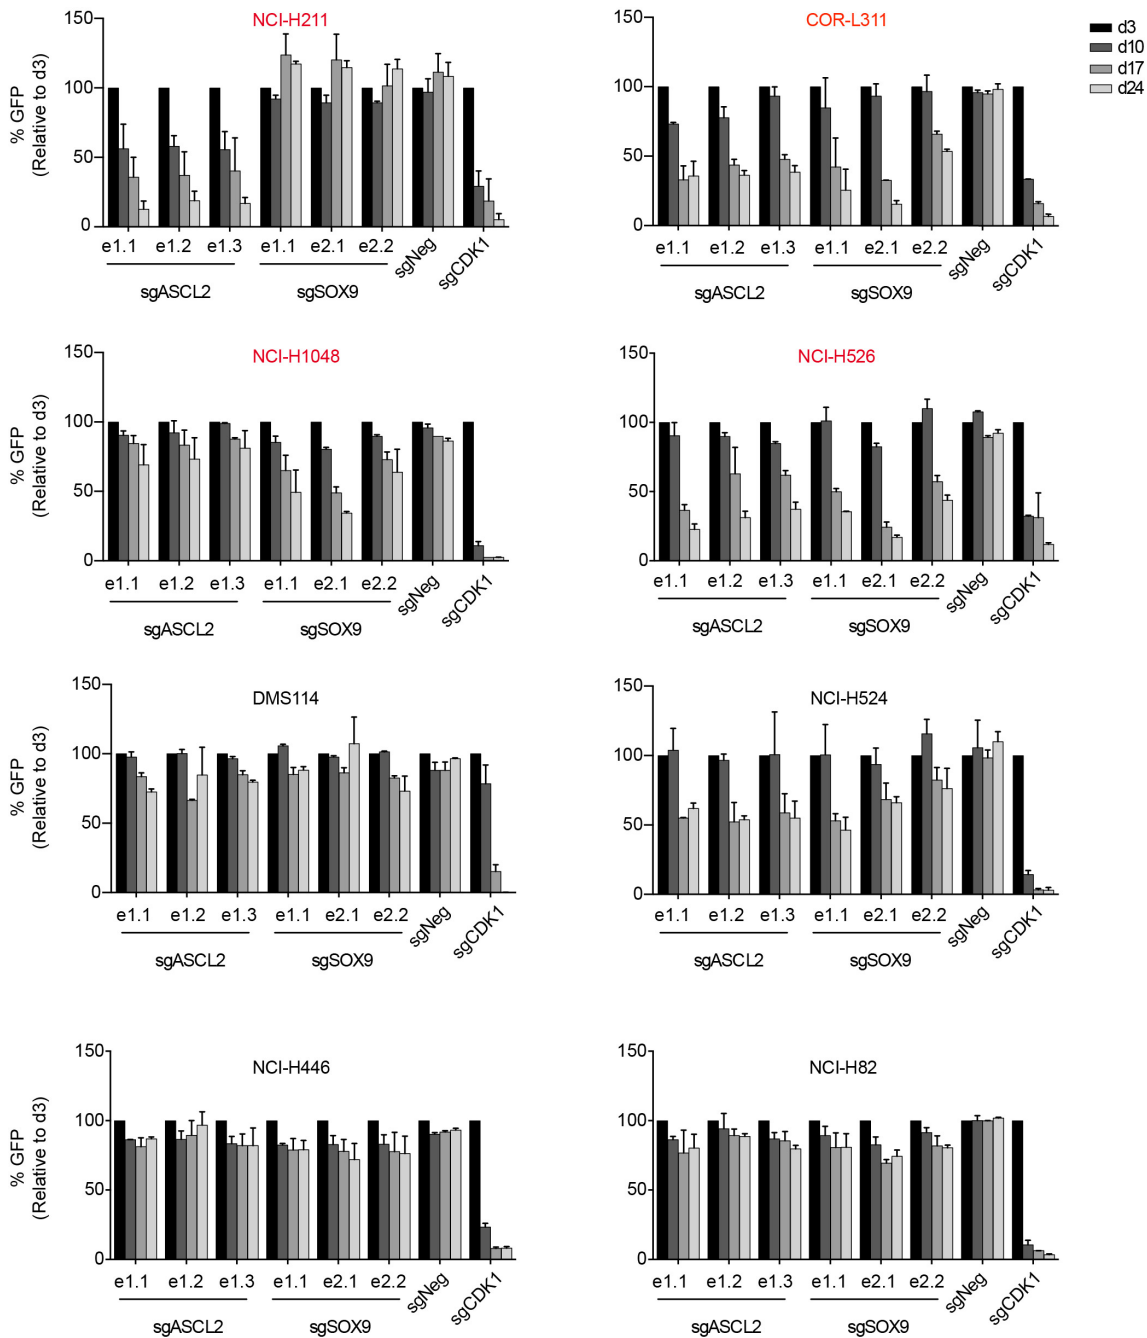 NCI-H211
COR-L311
d3
d10
d17
d24
% GFP
(Relative to d3)
150
100
50
0
e1.1 e1.2 e1.3 e1.1 e2.1 e2.2 sgNeg sgCDK1
sgASCL2 sgSOX9
150
100
50
0
e1.1 e1.2 e1.3 e1.1 e2.1 e2.2 sgNeg sgCDK1
sgASCL2 sgSOX9
NCI-H1048
% GFP
(Relative to d3)
150
100
50
0
e1.1 e1.2 e1.3 e1.1 e2.1 e2.2 sgNeg sgCDK1
sgASCL2 sgSOX9
NCI-H526
150
100
50
0
e1.1 e1.2 e1.3 e1.1 e2.1 e2.2 sgNeg sgCDK1
sgASCL2 sgSOX9
DMS114
% GFP
(Relative to d3)
150
100
50
0
e1.1 e1.2 e1.3 e1.1 e2.1 e2.2 sgNeg sgCDK1
sgASCL2 sgSOX9
NCI-H524
150
100
50
0
e1.1 e1.2 e1.3 e1.1 e2.1 e2.2 sgNeg sgCDK1
sgASCL2 sgSOX9
NCI-H446
% GFP
(Relative to d3)
150
100
50
0
e1.1 e1.2 e1.3 e1.1 e2.1 e2.2 sgNeg sgCDK1
sgASCL2 sgSOX9
NCI-H82
150
100
50
0
e1.1 e1.2 e1.3 e1.1 e2.1 e2.2 sgNeg sgCDK1
sgASCL2 sgSOX9